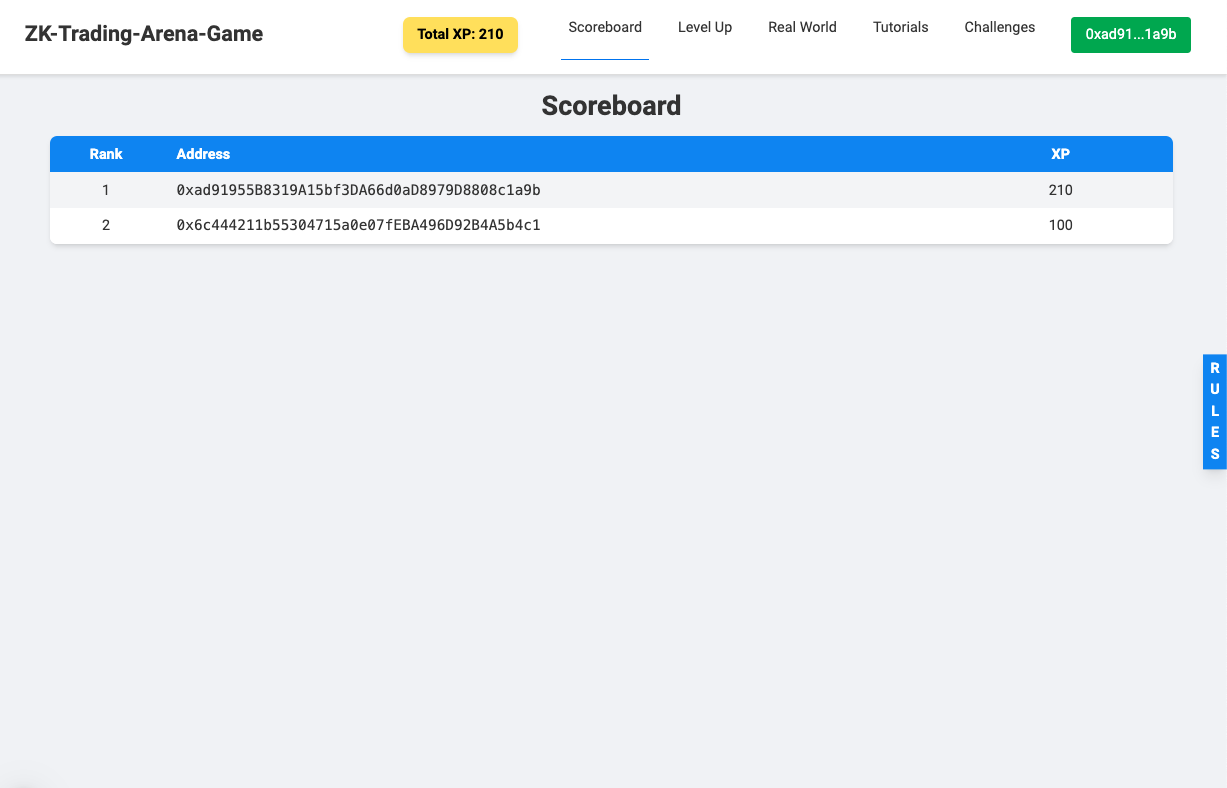 ZK-Trading-Arena-Game
Total XP: 210
Scoreboard
Level Up
Real World
Tutorials
Challenges
0xad91...1a9b
Scoreboard
Rank Address XP
1 0xad91955B8319A15bf3DA66d0aD8979D8808c1a9b 210
2 0x6c444211b55304715a0e07fEBA496D92B4A5b4c1 100
RULES